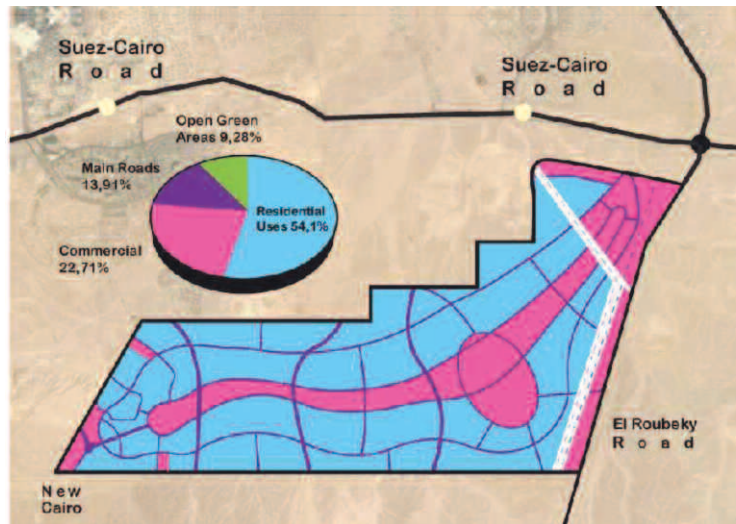 Suez-Cairo
Road
Suez-Cairo
Road
Open Green
Areas 9,28%
Main Roads
13,91%
Residential
Uses 54,1%
Commercial
22,71%
El Roubeky
Road
New
Cairo